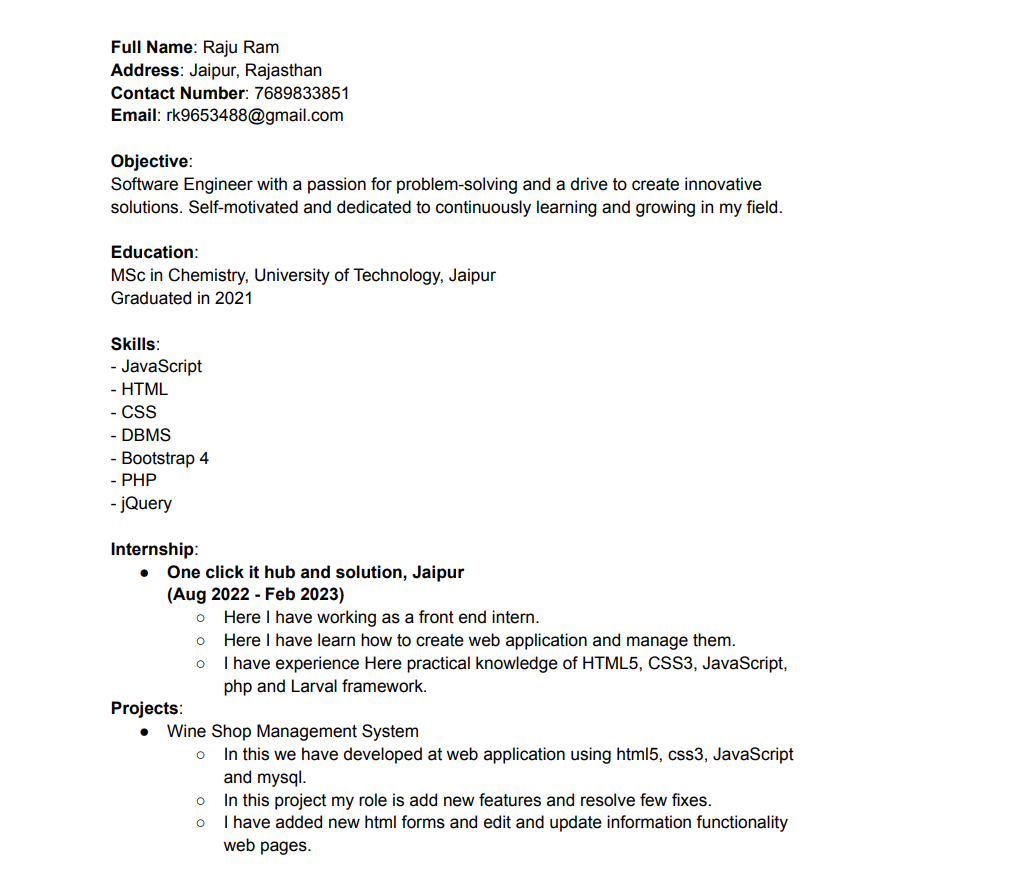 Full Name: Raju Ram
Address: Jaipur, Rajasthan
Contact Number: 7689833851
Email: rk9653488@gmail.com
Objective:
Software Engineer with a passion for problem-solving and a drive to create innovative
solutions. Self-motivated and dedicated to continuously learning and growing in my field.
Education:
MSc in Chemistry, University of Technology, Jaipur
Graduated in 2021
Skills:
- JavaScript
- HTML
- CSS
- DBMS
- Bootstrap 4
- PHP
- jQuery
Internship:
● One click it hub and solution, Jaipur
(Aug 2022 - Feb 2023)
○ Here I have working as a front end intern.
○ Here I have learn how to create web application and manage them.
○ I have experience Here practical knowledge of HTML5, CSS3, JavaScript,
php and Larval framework.
Projects:
● Wine Shop Management System
○ In this we have developed at web application using html5, css3, JavaScript
and mysql.
○ In this project my role is add new features and resolve few fixes.
○ I have added new html forms and edit and update information functionality
web pages.